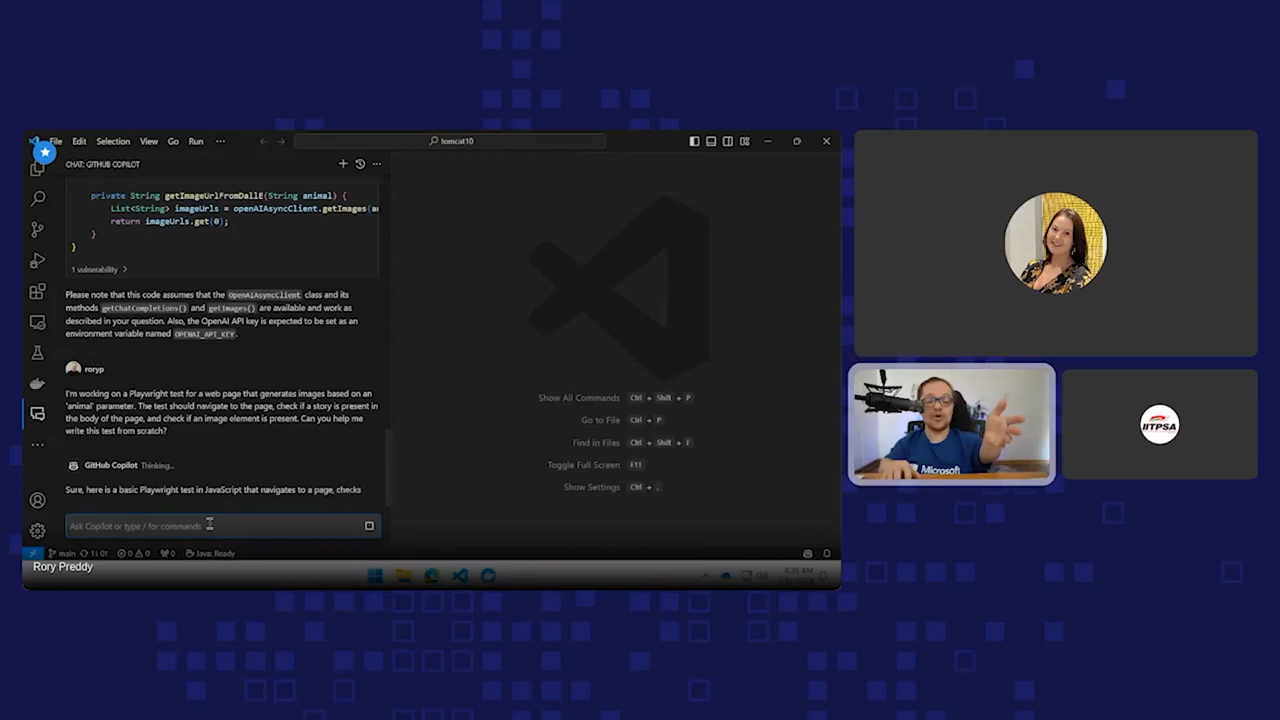 File Edit Selection View Go Run ...
tomcat10
CHAT: GITHUB COPILOT
private String getImageUrlFromDallE(String animal) {
List<String> imageUrls = openAIAsyncClient.getImages(
return imageUrls.get(0);
}
}
1 vulnerability
Please note that this code assumes that the OpenAIAsyncClient class and its
methods getChatCompletions() and getImages() are available and work as
described in your question. Also, the OpenAI API key is expected to be set as an
environment variable named OPENAI_API_KEY.
roryp
I'm working on a Playwright test for a web page that generates images based on an
'animal' parameter. The test should navigate to the page, check if a story is present in
the body of the page, and check if an image element is present. Can you help me
write this test from scratch?
GitHub Copilot Thinking...
Sure, here is a basic Playwright test in JavaScript that navigates to a page, checks
Ask Copilot or type / for commands
Show All Commands Ctrl + Shift + P
Go to File Ctrl + P
Find in Files Ctrl + Shift + F
Toggle Full Screen F11
Show Settings Ctrl + ,
main 0 0 0 Java: Ready
Rory Preddy
Microsoft
IITPSA